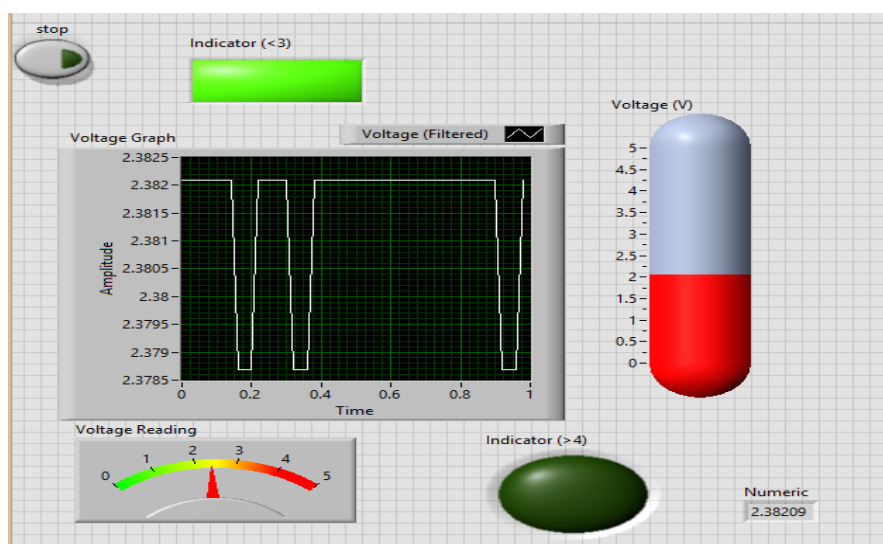 stop
Indicator (<3)
Voltage (V)
Voltage Graph
Voltage (Filtered)
2.3825
2.382
2.3815
2.381
2.3805
2.38
2.3795
2.379
2.3785
Amplitude
0 0.2 0.4 0.6 0.8 1
Time
5
4.5
4
3.5
3
2.5
2
1.5
1
0.5
0
Voltage Reading
0 1 2 3 4 5
Indicator (>4)
Numeric
2.38209